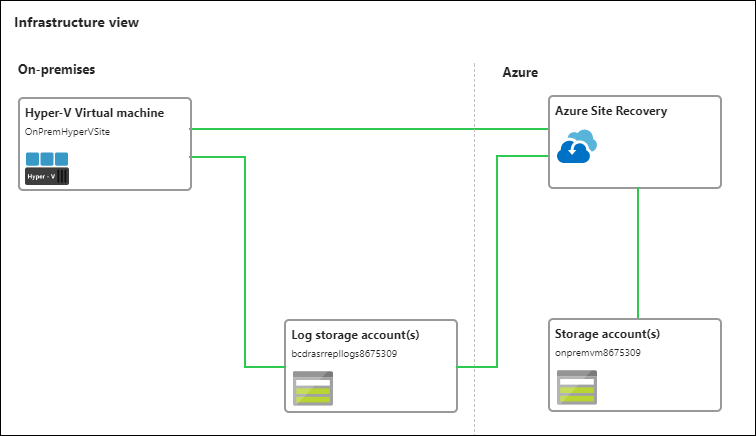 Infrastructure view
On-premises
Azure
Hyper-V Virtual machine
OnPremHyperVSite
Hyper - V
Azure Site Recovery
Log storage account(s)
bcdrasrrepllogs8675309
Storage account(s)
onpremvm8675309